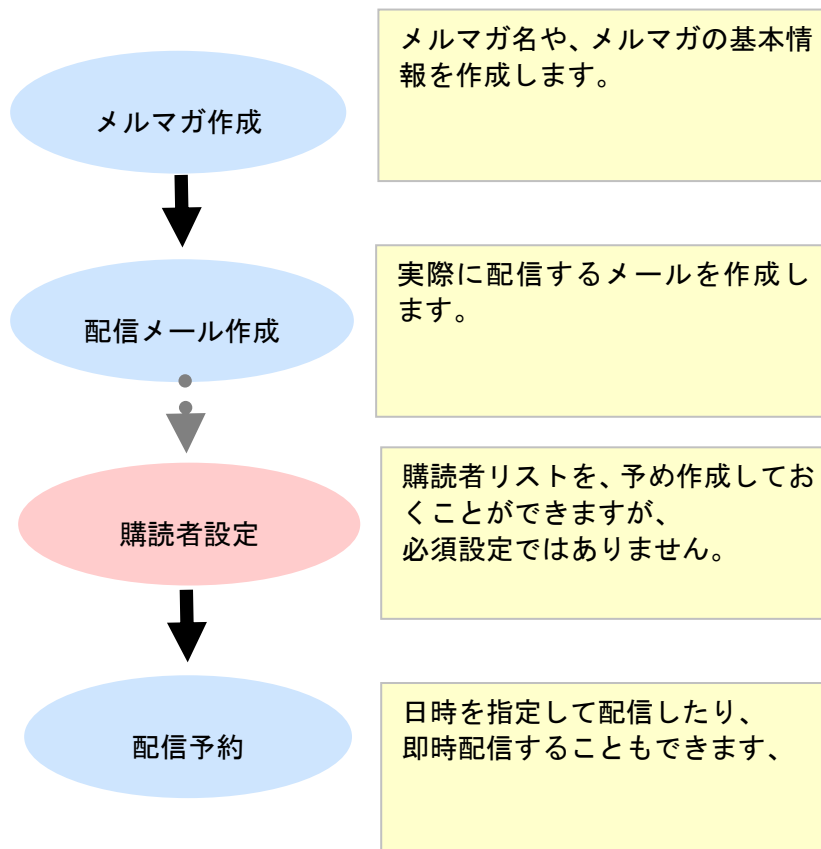 メルマガ作成
メルマガ名や、メルマガの基本情
報を作成します。
配信メール作成
実際に配信するメールを作成し
ます。
購読者設定
購読者リストを、予め作成してお
くことができますが、
必須設定ではありません。
配信予約
日時を指定して配信したり、
即時配信することもできます、